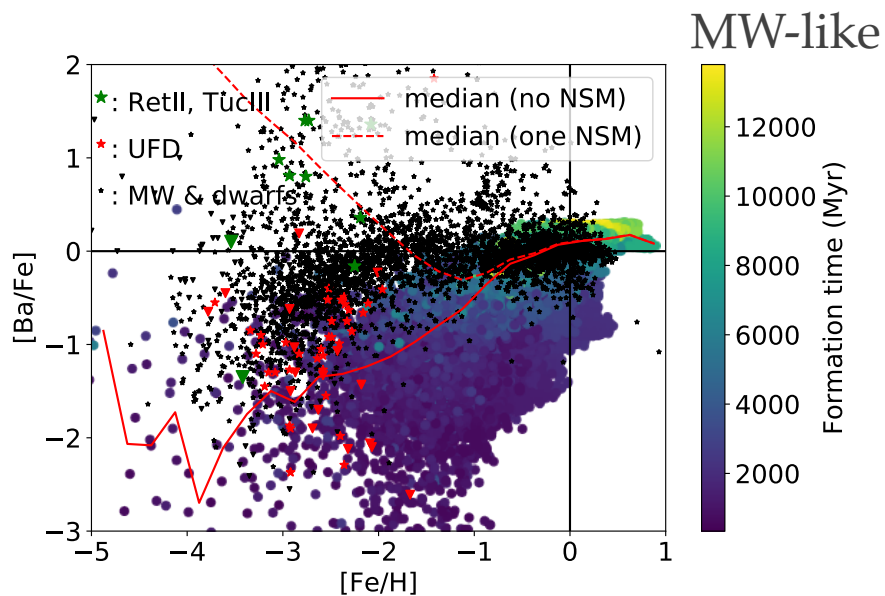 MW-like
2
1
0
−1
−2
−3
[Ba/Fe]
★: RetII, TucIII
★: UFD
: MW & dwarfs
median (no NSM)
median (one NSM)
−5 −4 −3 −2 −1 0 1
[Fe/H]
12000
10000
8000
6000
4000
2000
Formation time (Myr)